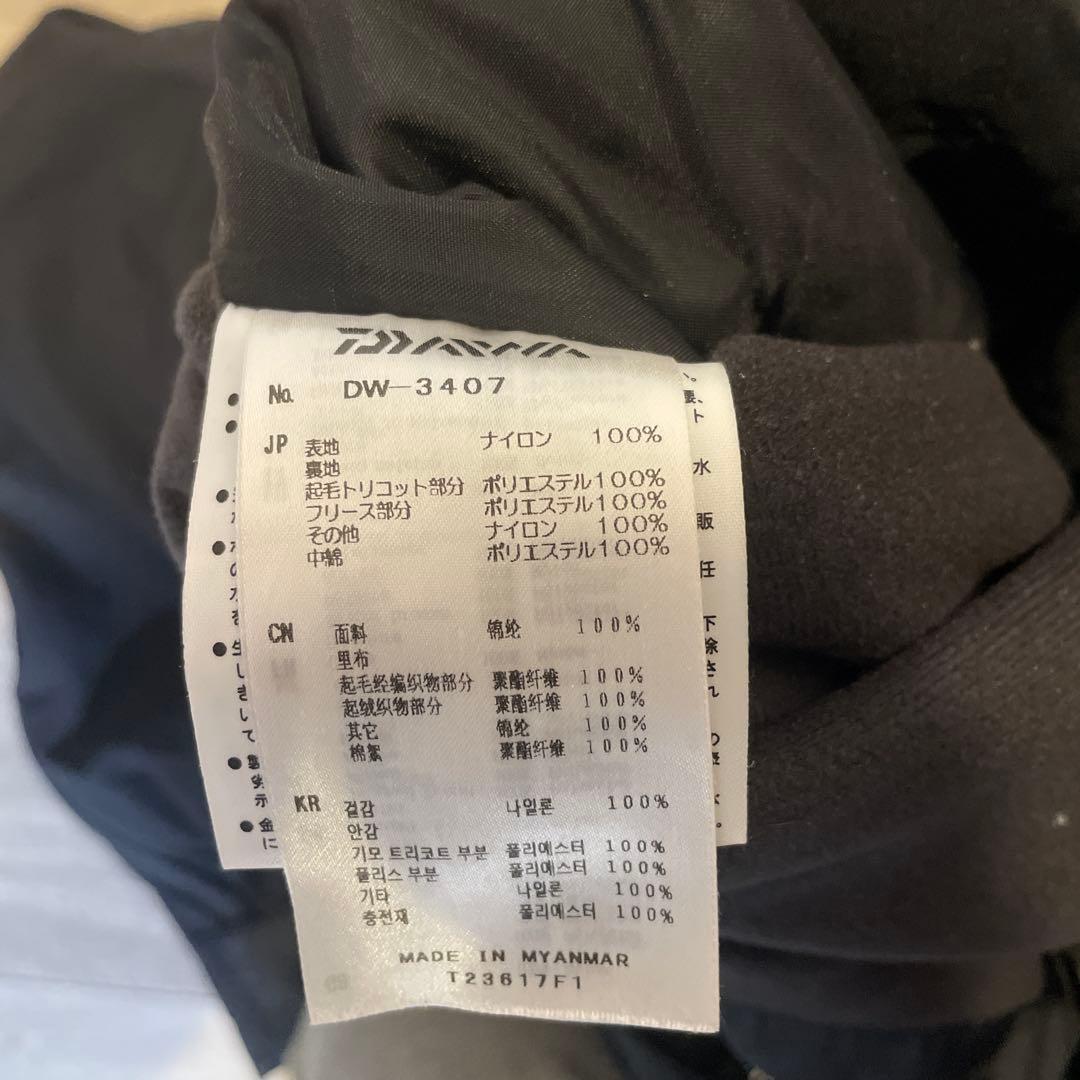 DAIWA
No. DW-3407
JP 表地 ナイロン 100%
裏地
起毛トリコット部分 ポリエステル100%
フリース部分 ポリエステル100%
その他 ナイロン 100%
中綿 ポリエステル100%
CN 面料 锦纶 100%
里布
起毛经编织物部分 聚酯纤维 100%
起绒织物部分 聚酯纤维 100%
其它 锦纶 100%
棉絮 聚酯纤维 100%
KR 겉감 나일론 100%
안감
기모 트리코트 부분 폴리에스터 100%
플리스 부분 폴리에스터 100%
기타 나일론 100%
충전재 폴리에스터 100%
MADE IN MYANMAR
T23617F1